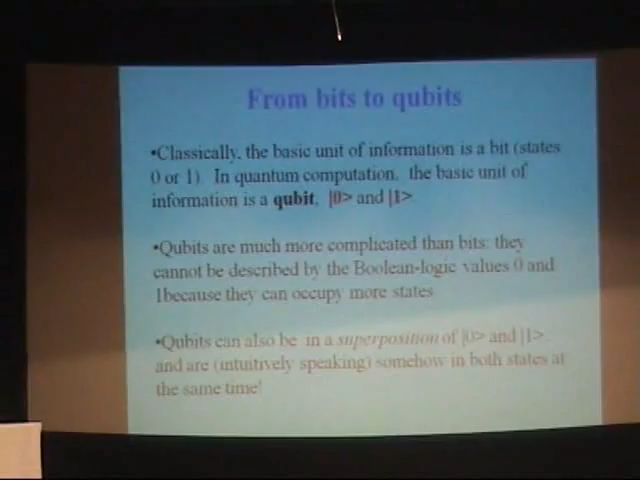 From bits to qubits
•Classically, the basic unit of information is a bit (states
0 or 1). In quantum computation, the basic unit of
information is a qubit, |0> and |1>
•Qubits are much more complicated than bits: they
cannot be described by the Boolean-logic values 0 and
1because they can occupy more states
•Qubits can also be in a superposition of |0> and |1>,
and are (intuitively speaking) somehow in both states at
the same time!